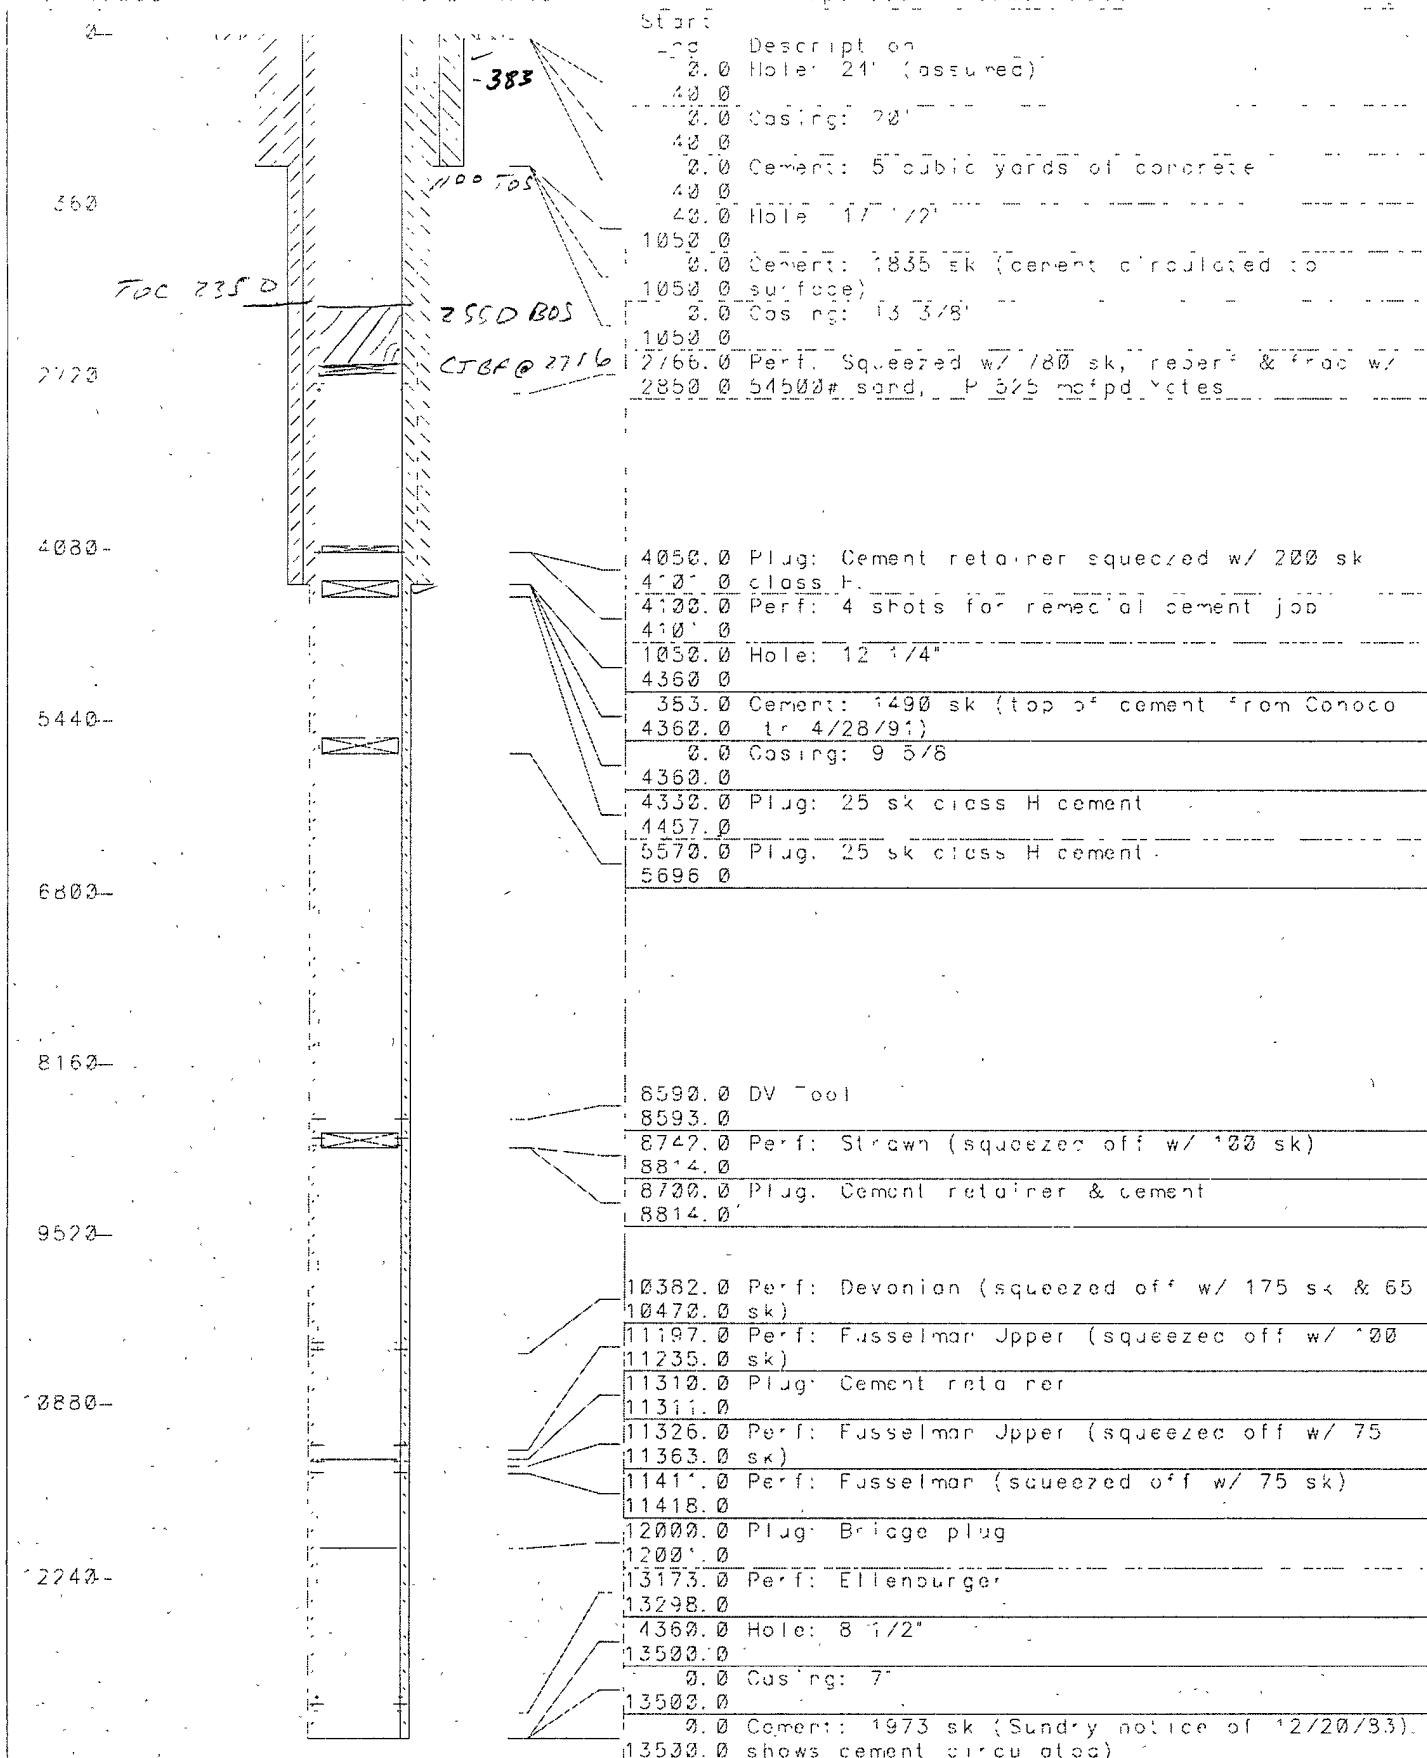 Start
End Description
0.0 Hole: 24" (assumed)
40.0
0.0 Casing: 20"
40.0
0.0 Cement: 5 cubic yards of concrete
40.0
40.0 Hole: 17 1/2"
1050.0
0.0 Cement: 1835 sk (cement circulated to
1050.0 surface)
0.0 Casing: 13 3/8"
1050.0
2766.0 Perf: Squeezed w/ 780 sk, reperf & frac w/
2850.0 54500# sand, IP 525 mcfpd Yates
4050.0 Plug: Cement retainer squeezed w/ 200 sk
4101.0 class H.
4100.0 Perf: 4 shots for remedial cement job
4101.0
1050.0 Hole: 12 1/4"
4360.0
383.0 Cement: 1490 sk (top of cement from Conoco
4360.0 ltr 4/28/91)
0.0 Casing: 9 5/8
4360.0
4330.0 Plug: 25 sk class H cement
4457.0
5570.0 Plug: 25 sk class H cement
5696.0
8590.0 DV Tool
8593.0
8742.0 Perf: Strawn (squeezed off w/ 100 sk)
8814.0
8700.0 Plug: Cement retainer & cement
8814.0
10382.0 Perf: Devonian (squeezed off w/ 175 sk & 65
10470.0 sk)
11197.0 Perf: Fusselman Upper (squeezed off w/ 100
11235.0 sk)
11310.0 Plug: Cement retainer
11311.0
11326.0 Perf: Fusselman Upper (squeezed off w/ 75
11363.0 sk)
11411.0 Perf: Fusselman (squeezed off w/ 75 sk)
11418.0
12000.0 Plug: Bridge plug
12001.0
13173.0 Perf: Ellenburger
13298.0
4360.0 Hole: 8 1/2"
13500.0
0.0 Casing: 7"
13500.0
0.0 Cement: 1973 sk (Sundry notice of 12/20/83).
13500.0 shows cement circulated)
0
-383
1100 TOS
TOC 2350
2550 BOS
CIBP @ 2716
2720
4080
5440
6800
8160
9520
10880
12240